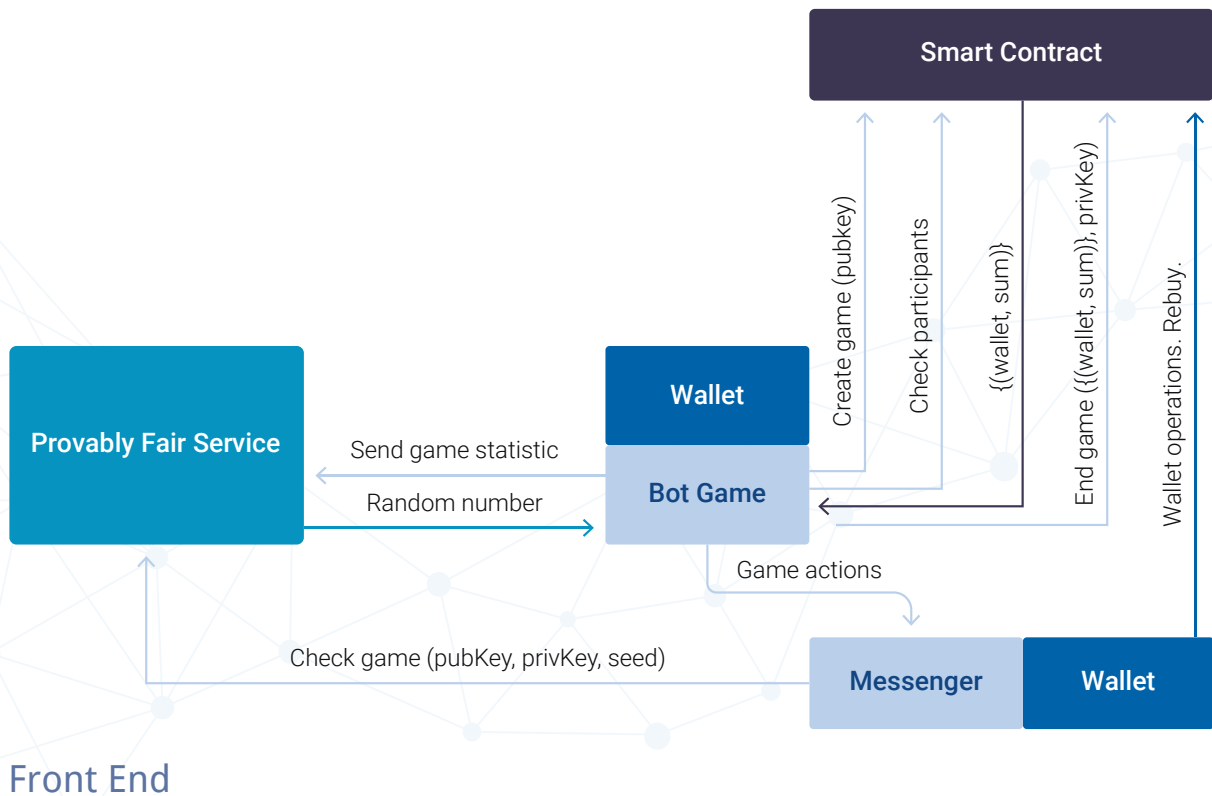 Smart Contract
Create game (pubkey)
Check participants
{(wallet, sum)}
End game ({(wallet, sum)}, privKey)
Wallet operations. Rebuy.
Provably Fair Service
Send game statistic
Random number
Wallet
Bot Game
Game actions
Check game (pubKey, privKey, seed)
Messenger
Wallet
Front End